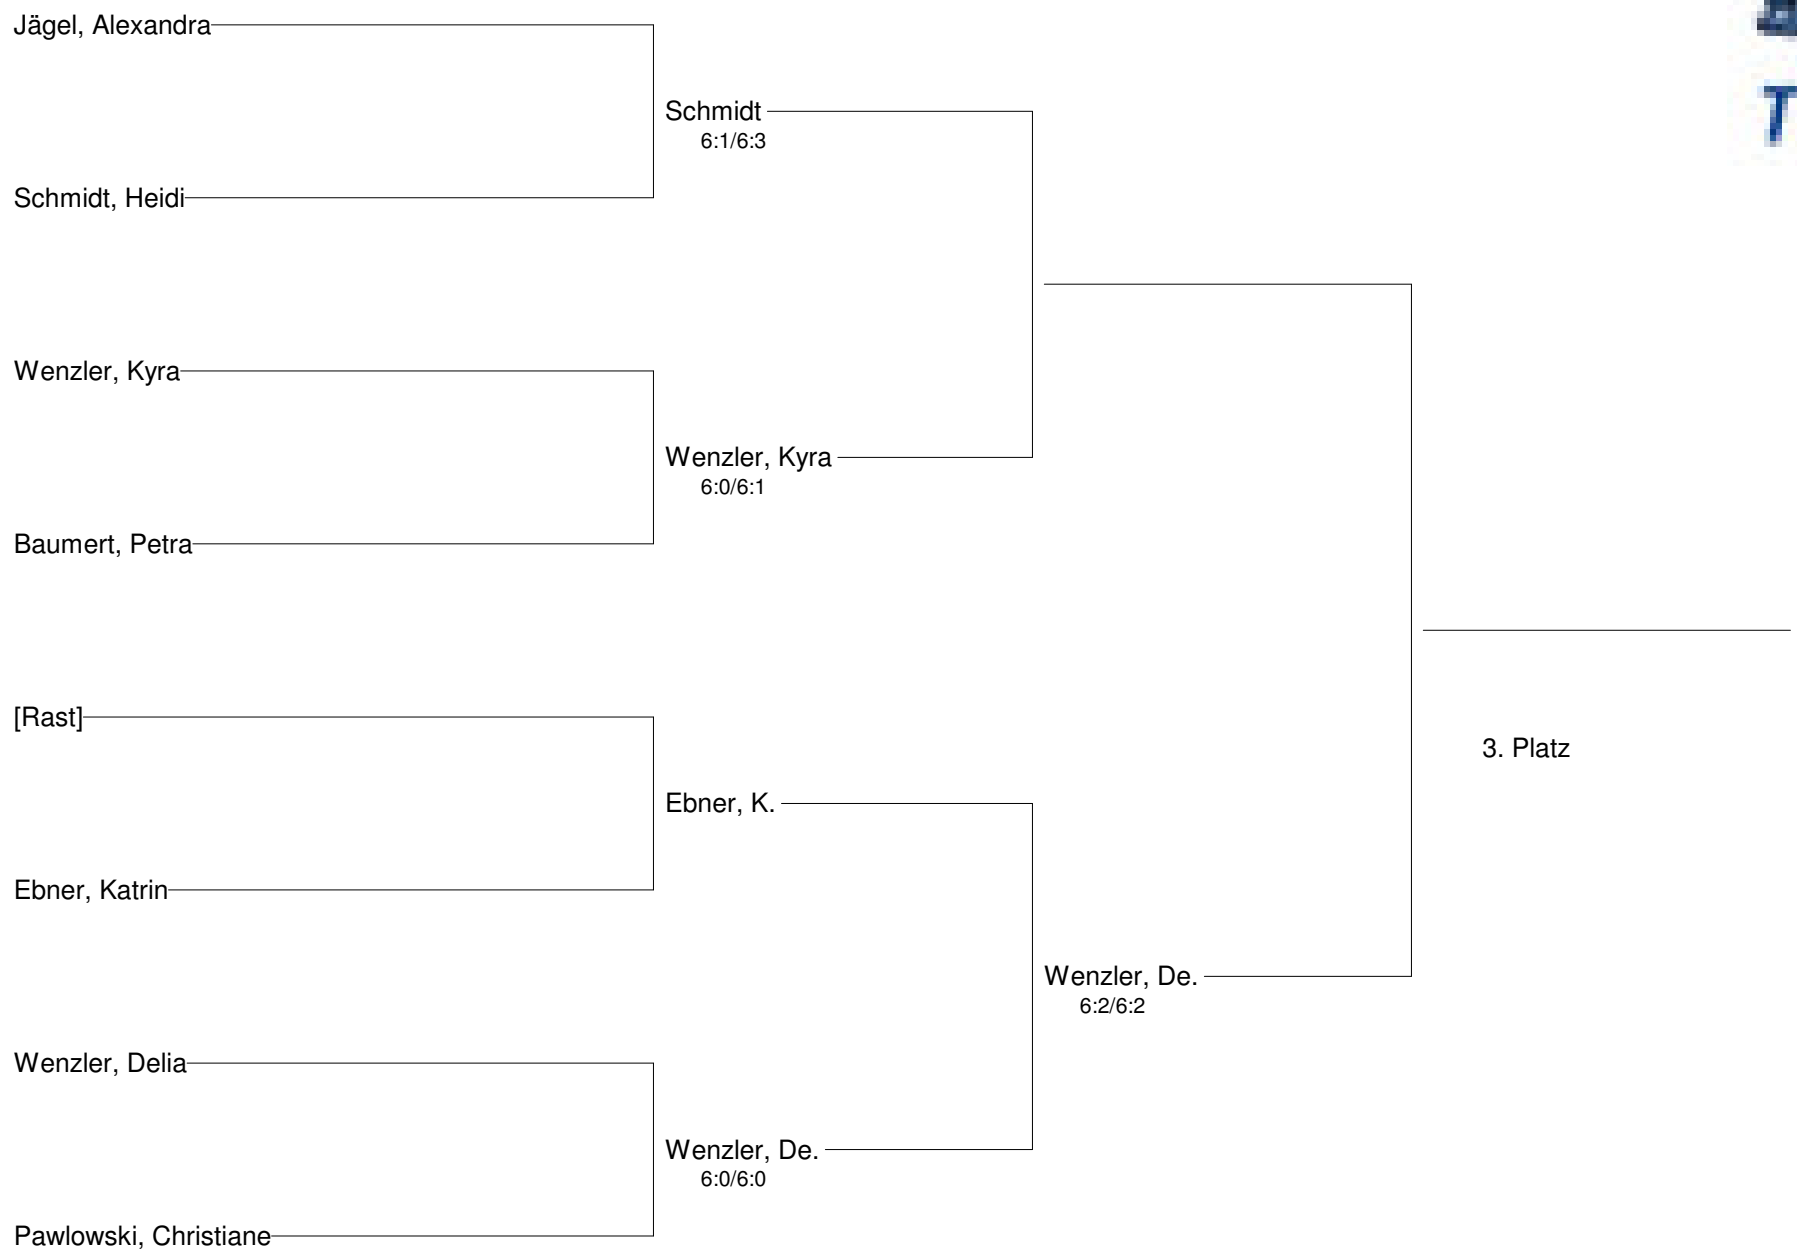 Jägel, Alexandra
Schmidt
6:1/6:3
Schmidt, Heidi
Wenzler, Kyra
Wenzler, Kyra
6:0/6:1
Baumert, Petra
[Rast]
3. Platz
Ebner, K.
Ebner, Katrin
Wenzler, De.
6:2/6:2
Wenzler, Delia
Wenzler, De.
6:0/6:0
Pawlowski, Christiane
T